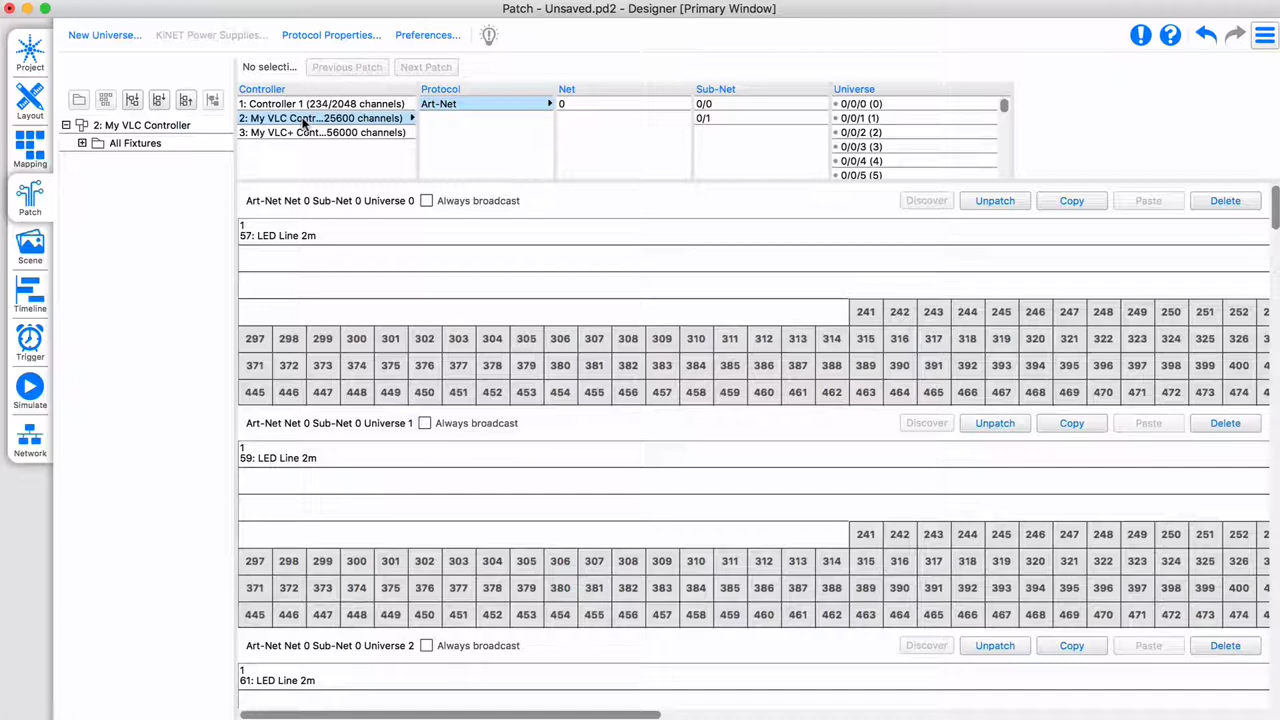 Patch - Unsaved.pd2 - Designer [Primary Window]
New Universe... KiNET Power Supplies... Protocol Properties... Preferences...
No selecti... Previous Patch Next Patch
Project
Layout
Mapping
Patch
Scene
Timeline
Trigger
Simulate
Network
2: My VLC Controller
All Fixtures
Controller Protocol Net Sub-Net Universe
1: Controller 1 (234/2048 channels) Art-Net 0 0/0 0/0/0 (0)
2: My VLC Contr...25600 channels) 0/1 0/0/1 (1)
3: My VLC+ Cont...56000 channels) 0/0/2 (2)
0/0/3 (3)
0/0/4 (4)
0/0/5 (5)
Art-Net Net 0 Sub-Net 0 Universe 0 Always broadcast Discover Unpatch Copy Paste Delete
1
57: LED Line 2m
241 242 243 244 245 246 247 248 249 250 251 252 2
297 298 299 300 301 302 303 304 305 306 307 308 309 310 311 312 313 314 315 316 317 318 319 320 321 322 323 324 325 326 3
371 372 373 374 375 376 377 378 379 380 381 382 383 384 385 386 387 388 389 390 391 392 393 394 395 396 397 398 399 400 4
445 446 447 448 449 450 451 452 453 454 455 456 457 458 459 460 461 462 463 464 465 466 467 468 469 470 471 472 473 474 4
Art-Net Net 0 Sub-Net 0 Universe 1 Always broadcast Discover Unpatch Copy Paste Delete
1
59: LED Line 2m
241 242 243 244 245 246 247 248 249 250 251 252 2
297 298 299 300 301 302 303 304 305 306 307 308 309 310 311 312 313 314 315 316 317 318 319 320 321 322 323 324 325 326 3
371 372 373 374 375 376 377 378 379 380 381 382 383 384 385 386 387 388 389 390 391 392 393 394 395 396 397 398 399 400 4
445 446 447 448 449 450 451 452 453 454 455 456 457 458 459 460 461 462 463 464 465 466 467 468 469 470 471 472 473 474 4
Art-Net Net 0 Sub-Net 0 Universe 2 Always broadcast Discover Unpatch Copy Paste Delete
1
61: LED Line 2m